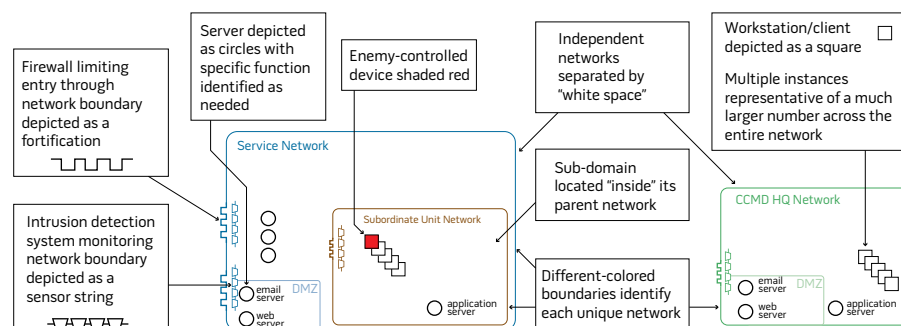 Server depicted
as circles with
specific function
identified as
needed
Enemy-controlled
device shaded red
Independent
networks
separated by
"white space"
Workstation/client
depicted as a square
Multiple instances
representative of a much
larger number across the
entire network
Firewall limiting
entry through
network boundary
depicted as a
fortification
Intrusion detection
system monitoring
network boundary
depicted as a
sensor string
Service Network
DMZ
email
server
web
server
Subordinate Unit Network
application
server
Sub-domain
located "inside" its
parent network
Different-colored
boundaries identify
each unique network
CCMD HQ Network
DMZ
email
server
web
server
application
server